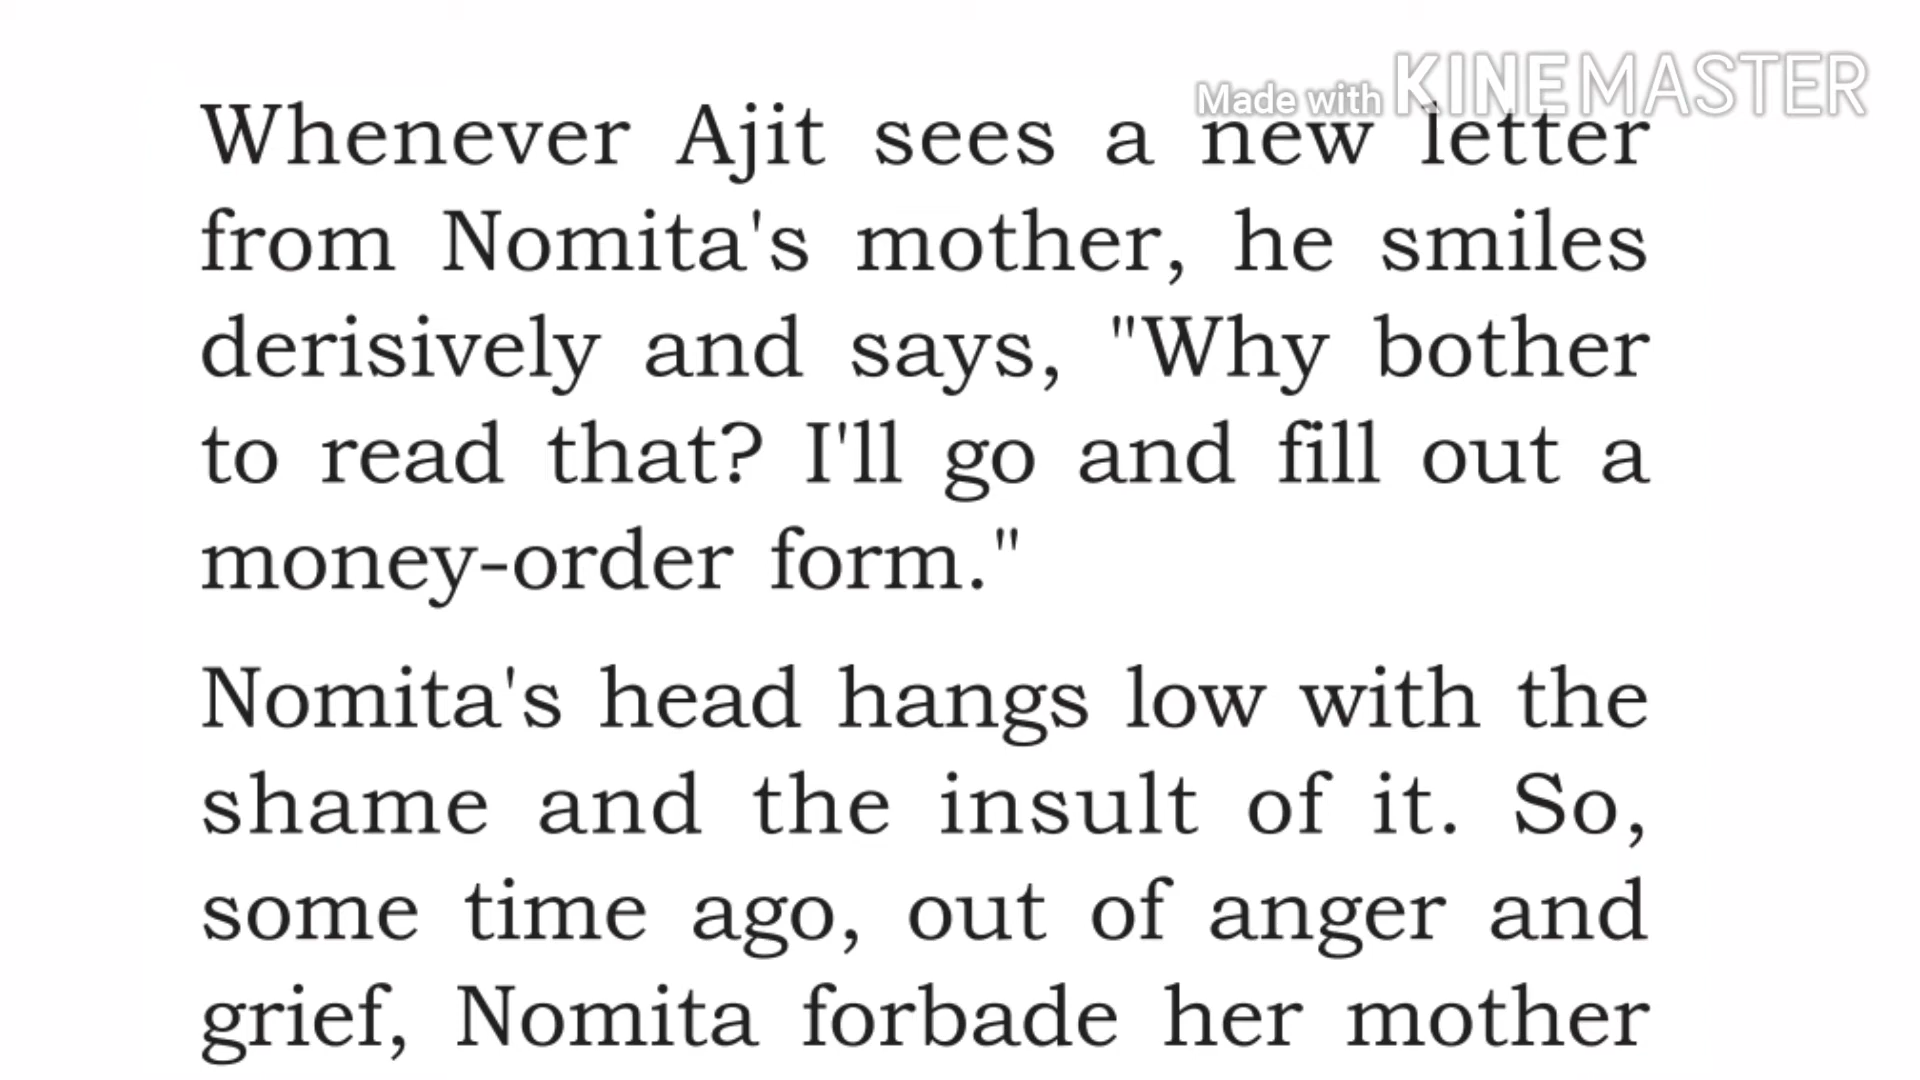 Made with KINEMASTER
Whenever Ajit sees a new letter
from Nomita's mother, he smiles
derisively and says, "Why bother
to read that? I'll go and fill out a
money-order form."
Nomita's head hangs low with the
shame and the insult of it. So,
some time ago, out of anger and
grief, Nomita forbade her mother